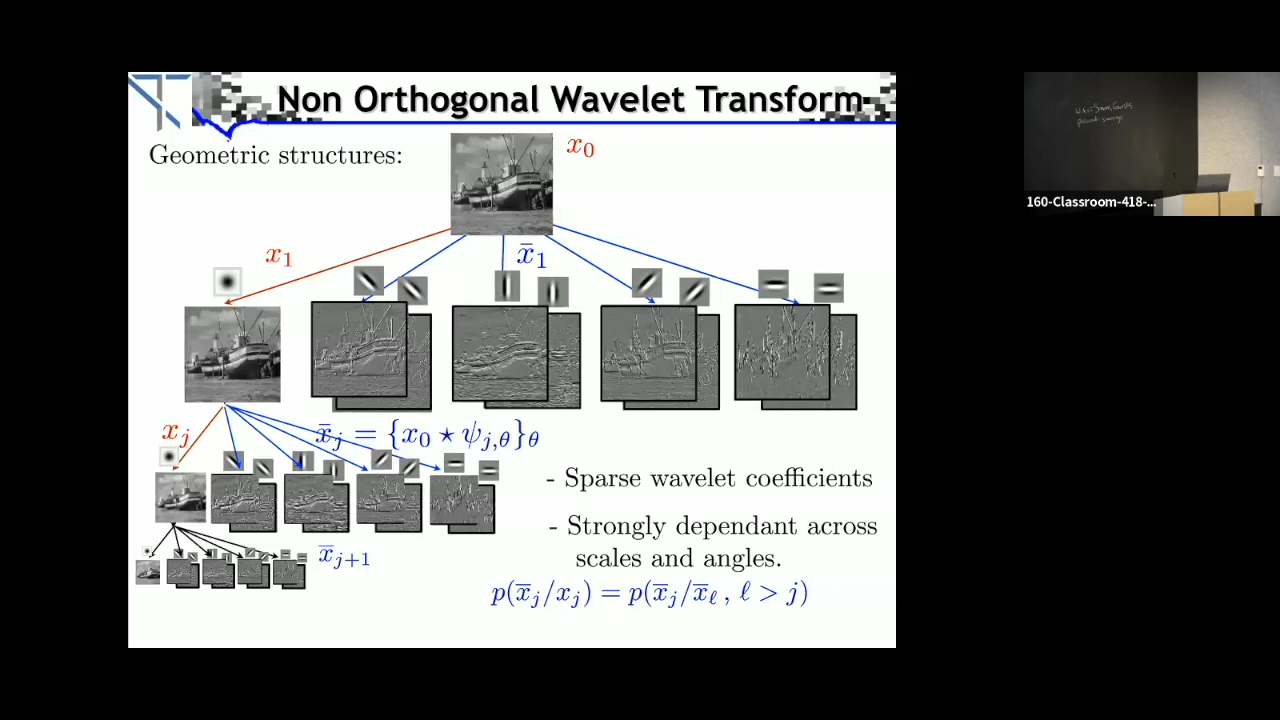 Non Orthogonal Wavelet Transform
Geometric structures:
x_0
x_1
x̄_1
x_j
x̄_j = {x_0 ⋆ ψ_{j,θ}}_θ
- Sparse wavelet coefficients
- Strongly dependant across
scales and angles.
x̄_{j+1}
p(x̄_j/x_j) = p(x̄_j/x̄_ℓ , ℓ > j)
160-Classroom-418-...